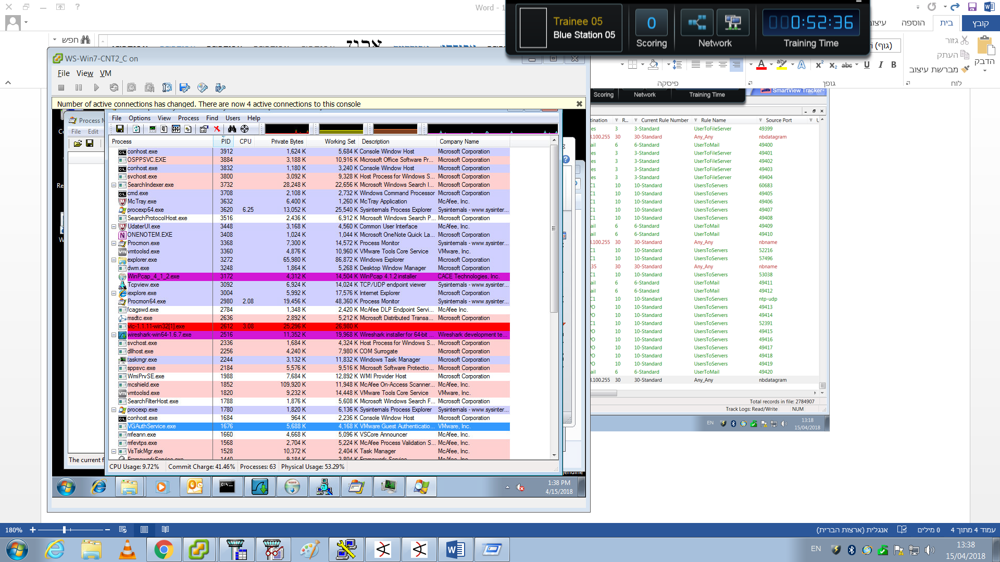 Word - 1
קובץ
בית
הוספה
עיצוב
Trainee 05
Blue Station 05
0
Scoring
Network
0:52:36
Training Time
חפש
גזור
העתק
מברשת עיצוב
הדבק
לוח
גופן
פיסקה
(גוף)
WS-Win7-CNT2_C on
File View VM
Number of active connections has changed. There are now 4 active connections to this console
Process M
File Edit
The current f
File Options View Process Find Users Help
Process PID CPU Private Bytes Working Set Description Company Name
conhost.exe 3912 1,624 K 5,684 K Console Window Host Microsoft Corporation
OSPPSVC.EXE 3884 3,188 K 10,916 K Microsoft Office Software Pr... Microsoft Corporation
conhost.exe 3832 1,180 K 3,240 K Console Window Host Microsoft Corporation
svchost.exe 3800 3,092 K 9,328 K Host Process for Windows S... Microsoft Corporation
SearchIndexer.exe 3732 28,248 K 22,656 K Microsoft Windows Search I... Microsoft Corporation
cmd.exe 3708 2,108 K 2,732 K Windows Command Processor Microsoft Corporation
McTray.exe 3632 6,400 K 1,260 K McTray Application McAfee, Inc.
procexp64.exe 3620 6.25 13,052 K 25,540 K Sysinternals Process Explorer Sysinternals - www.sysinter...
SearchProtocolHost.exe 3516 2,436 K 6,912 K Microsoft Windows Search P... Microsoft Corporation
UdaterUI.exe 3448 3,168 K 4,560 K Common User Interface McAfee, Inc.
ONENOTEM.EXE 3408 1,024 K 1,044 K Microsoft OneNote Quick La... Microsoft Corporation
Procmon.exe 3368 7,300 K 14,572 K Process Monitor Sysinternals - www.sysinter...
vmtoolsd.exe 3360 4,876 K 10,960 K VMware Tools Core Service VMware, Inc.
explorer.exe 3272 65,980 K 86,872 K Windows Explorer Microsoft Corporation
dwm.exe 3248 1,864 K 5,268 K Desktop Window Manager Microsoft Corporation
WinPcap_4_1_2.exe 3172 4,312 K 14,504 K WinPcap 4.1.2 installer CACE Technologies, Inc.
Tcpview.exe 3092 6,924 K 14,024 K TCP/UDP endpoint viewer Sysinternals - www.sysinter...
iexplore.exe 3004 5,992 K 17,576 K Internet Explorer Microsoft Corporation
Procmon64.exe 2980 2.08 19,456 K 48,360 K Process Monitor Sysinternals - www.sysinter...
fcagswd.exe 2784 1,348 K 2,420 K McAfee DLP Endpoint Servi... McAfee Inc.
msdtc.exe 2636 2,892 K 5,212 K Microsoft Distributed Transa... Microsoft Corporation
vlc-1.1.11-win32[1].exe 2612 3.08 25,296 K 26,980 K
wireshark-win64-1.6.7.exe 2516 11,352 K 19,968 K Wireshark installer for 64-bit ... Wireshark development te...
svchost.exe 2336 1,684 K 4,324 K Host Process for Windows S... Microsoft Corporation
dllhost.exe 2256 4,240 K 7,980 K COM Surrogate Microsoft Corporation
taskmgr.exe 2244 3,132 K 11,832 K Windows Task Manager Microsoft Corporation
sppsvc.exe 2184 5,576 K 9,516 K Microsoft Software Protectio... Microsoft Corporation
WmiPrvSE.exe 1988 7,684 K 12,892 K WMI Provider Host Microsoft Corporation
mcshield.exe 1852 109,920 K 11,948 K McAfee On-Access Scanner... McAfee, Inc.
vmtoolsd.exe 1820 9,232 K 14,448 K VMware Tools Core Service VMware, Inc.
SearchFilterHost.exe 1788 1,876 K 5,608 K Microsoft Windows Search F... Microsoft Corporation
procexp.exe 1780 1,820 K 6,136 K Sysinternals Process Explorer Sysinternals - www.sysinter...
conhost.exe 1684 964 K 2,236 K Console Window Host Microsoft Corporation
VGAuthService.exe 1676 5,688 K 4,168 K VMware Guest Authenticatio... VMware, Inc.
mfeann.exe 1660 4,668 K 5,096 K VSCore Announcer McAfee, Inc.
mfevtps.exe 1568 2,704 K 5,224 K McAfee Process Validation S... McAfee, Inc.
VsTskMgr.exe 1528 10,372 K 2,404 K Task Manager McAfee, Inc.
CPU Usage: 9.72% Commit Charge: 41.46% Processes: 63 Physical Usage: 53.29%
1:38 PM
4/15/2018
Scoring Network Training Time
SmartView Tracker
tination R... Current Rule Number Rule Name Source Port
es 3 3-Standard UserToFileServer 49399
3.100.255 30 30-Standard Any_Any nbdatagram
ail 6 6-Standard UserToMail 49400
es 3 3-Standard UserToFileServer 49401
es 3 3-Standard UserToFileServer 49402
es 3 3-Standard UserToFileServer 49403
es 3 3-Standard UserToFileServer 49404
C1 10 10-Standard UsersToServers 60683
C1 10 10-Standard UsersToServers 49405
C1 10 10-Standard UsersToServers 49406
C1 10 10-Standard UsersToServers 49407
C1 10 10-Standard UsersToServers 49408
ail 6 6-Standard UserToMail 49409
ail 6 6-Standard UserToMail 49410
3.100.255 30 30-Standard Any_Any nbname
C1 10 10-Standard UsersToServers 52216
C1 10 10-Standard UsersToServers 57496
35 30 30-Standard Any_Any nbname
C1 10 10-Standard UsersToServers 53038
ail 6 6-Standard UserToMail 49411
ail 6 6-Standard UserToMail 49412
C1 10 10-Standard UsersToServers ntp-udp
PO 10 10-Standard UsersToServers 49413
PO 10 10-Standard UsersToServers 49414
C1 10 10-Standard UsersToServers 52391
PO 10 10-Standard UsersToServers 49415
PO 10 10-Standard UsersToServers 49416
PO 10 10-Standard UsersToServers 49417
PO 10 10-Standard UsersToServers 49418
PO 10 10-Standard UsersToServers 49419
ail 6 6-Standard UserToMail 49420
3.100.255 30 30-Standard Any_Any nbdatagram
Total records in file: 2784907
Track Logs: Read/Write NUM
EN 13:18
15/04/2018
180%
עמוד 4 מתוך 4 0 מילים אנגלית (ארצות הברית)
EN 13:38
15/04/2018